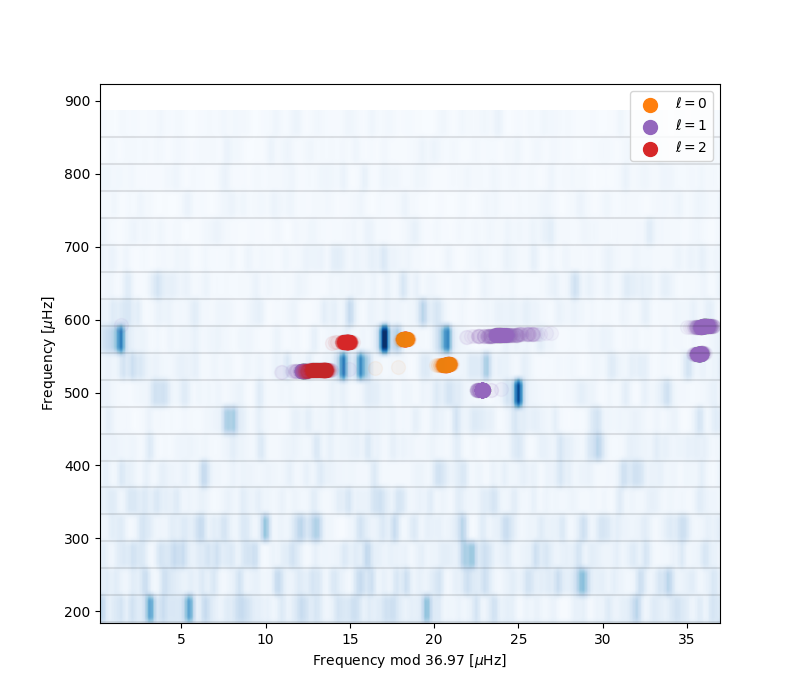 ℓ = 0
ℓ = 1
ℓ = 2
900
800
700
600
500
400
300
200
Frequency [μHz]
5 10 15 20 25 30 35
Frequency mod 36.97 [μHz]